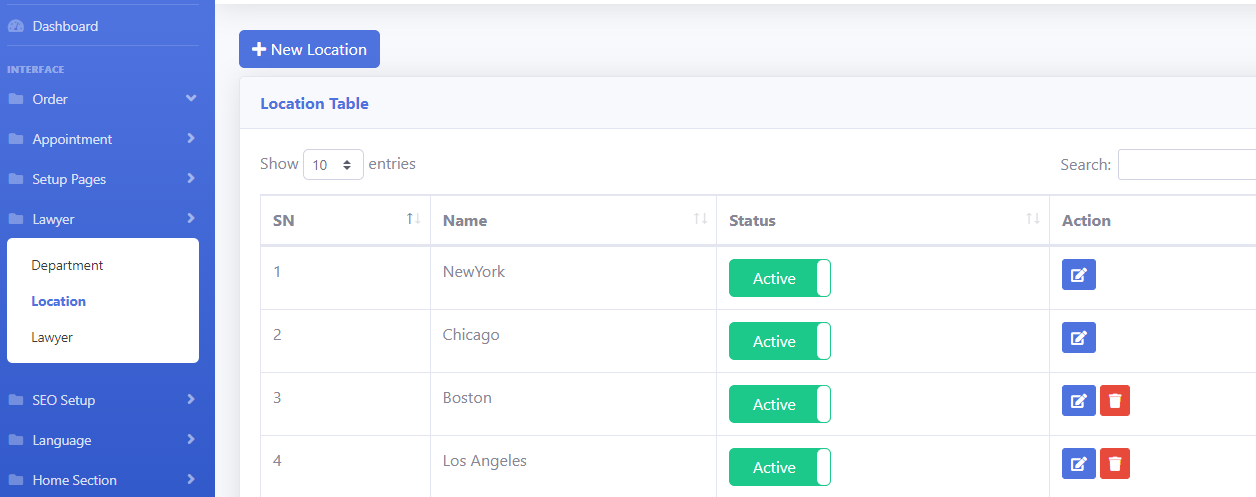 Dashboard
INTERFACE
Order
Appointment
Setup Pages
Lawyer
Department
Location
Lawyer
SEO Setup
Language
Home Section
New Location
Location Table
Show 10 entries
Search:
SN Name Status Action
1 NewYork Active
2 Chicago Active
3 Boston Active
4 Los Angeles Active